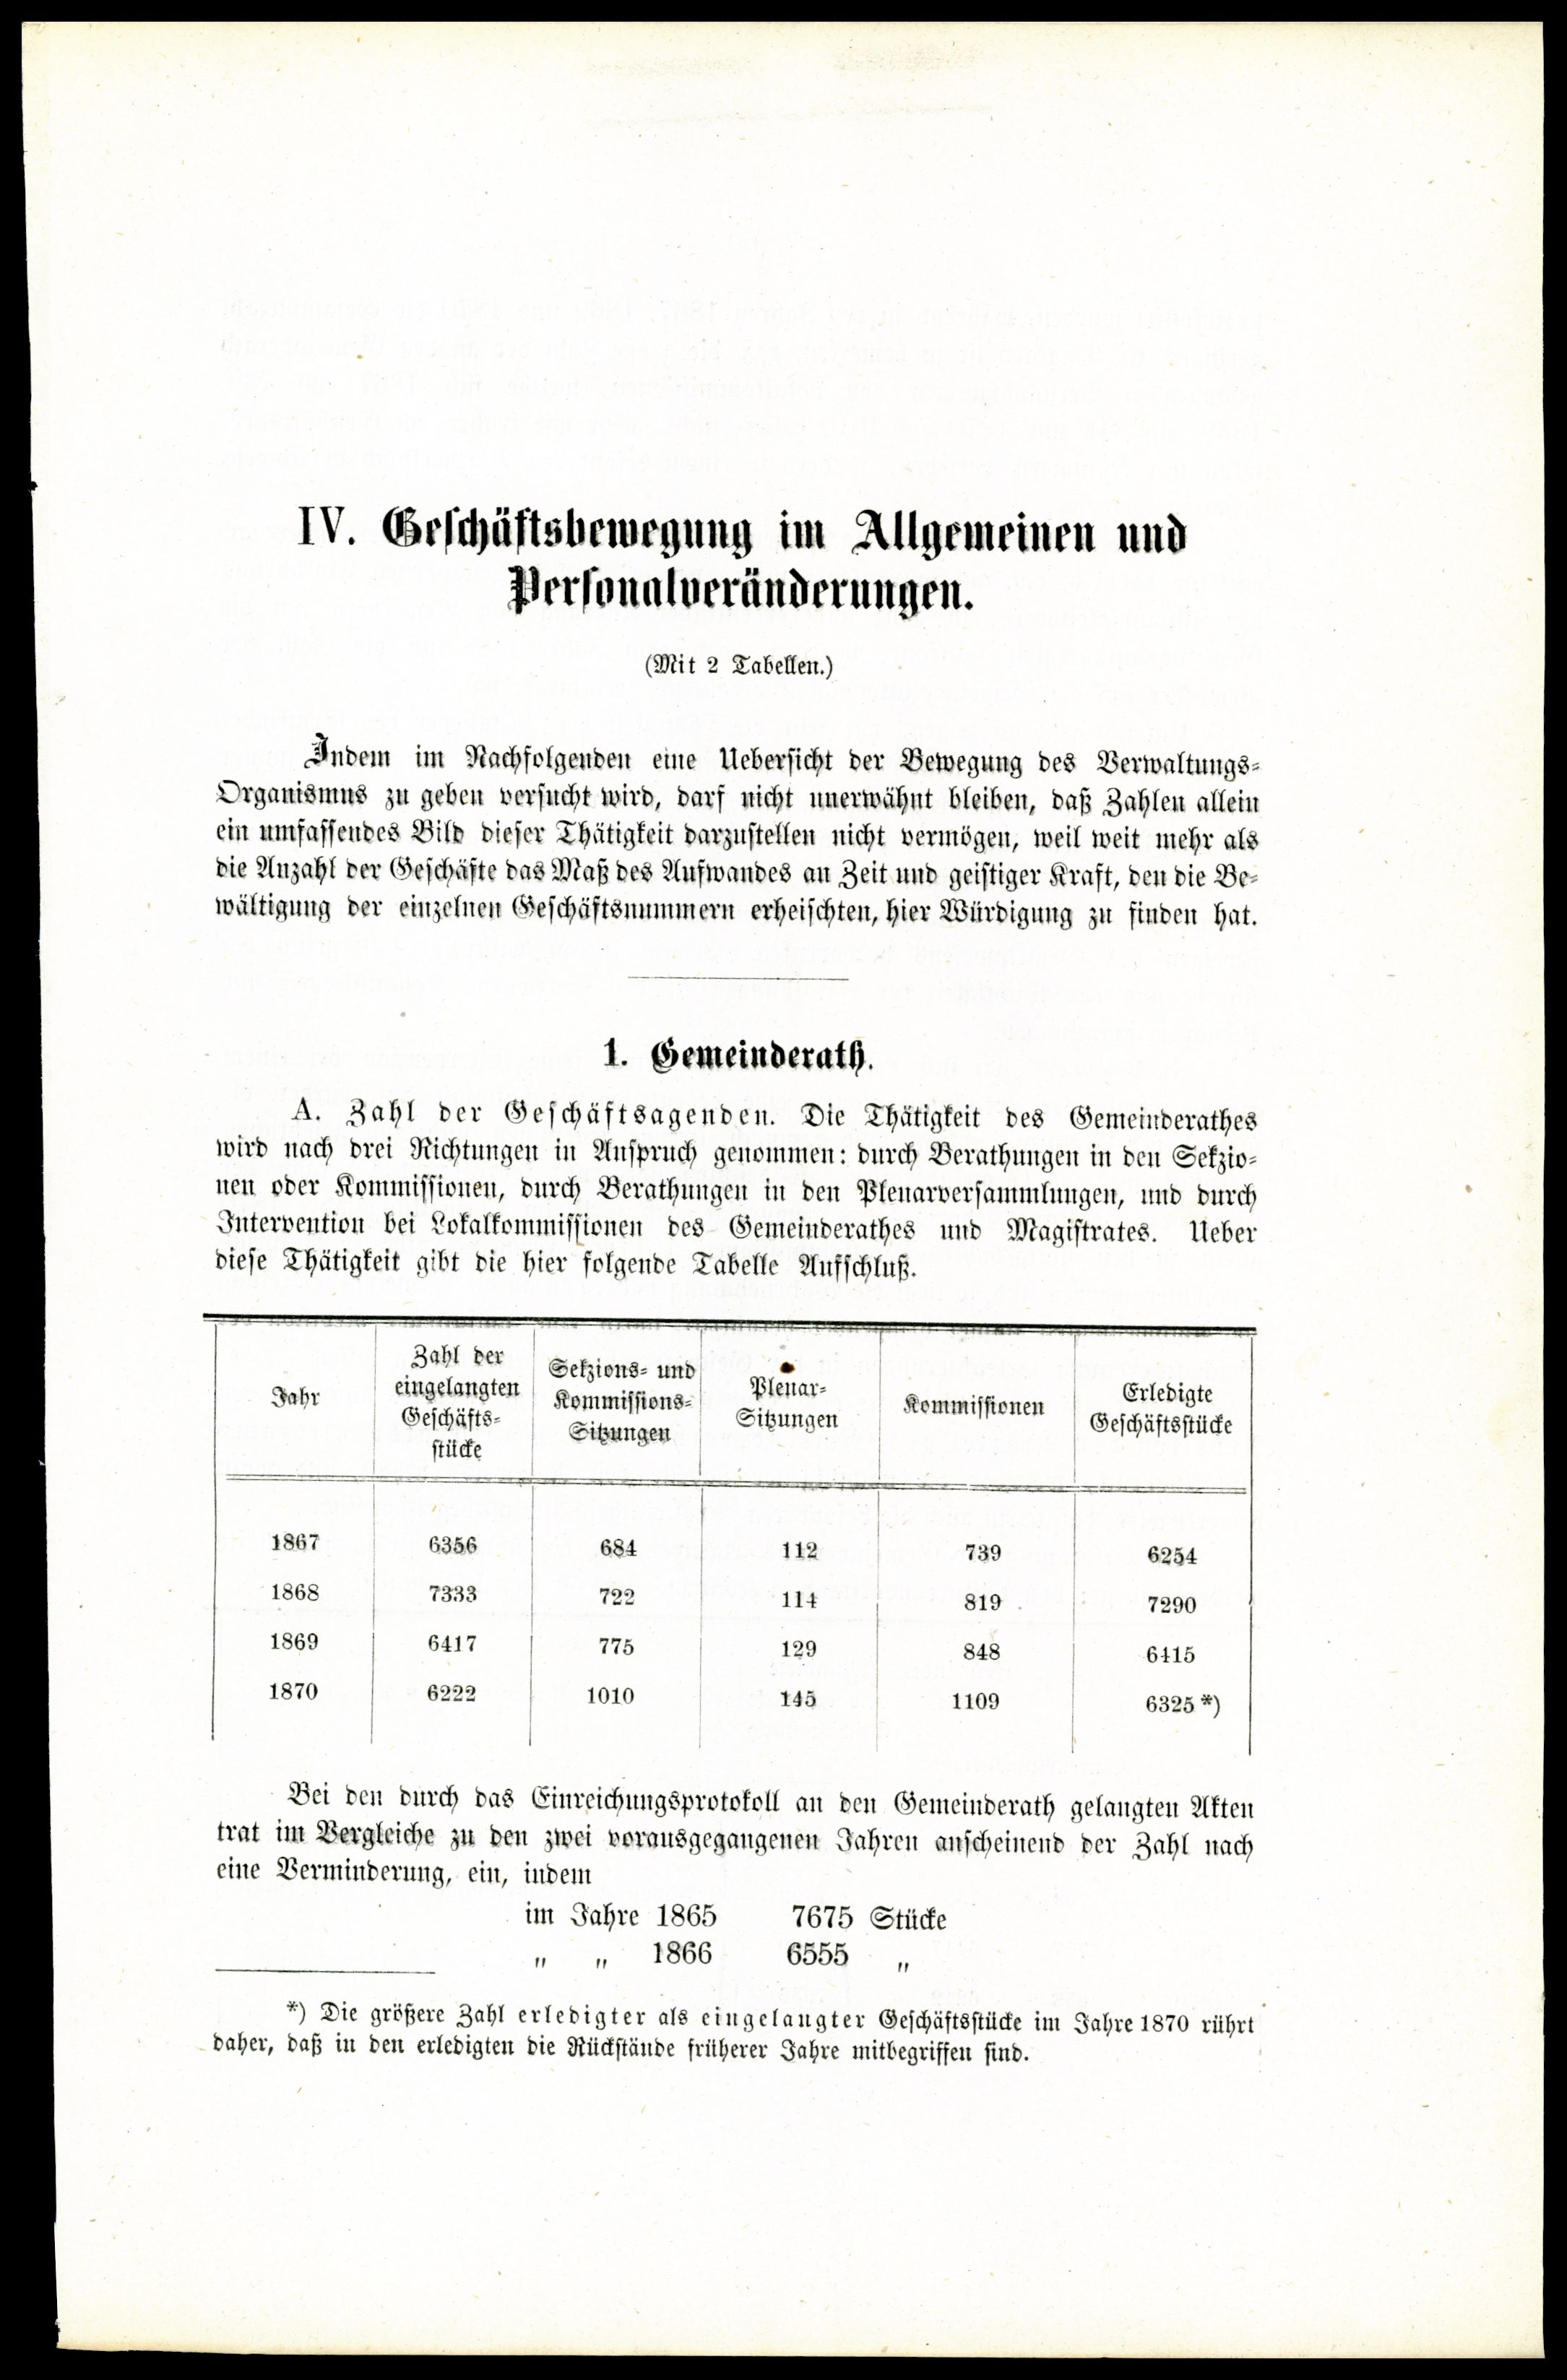 IV. Geschäftsbewegung im Allgemeinen und
Personalveränderungen.
(Mit 2 Tabellen.)
Indem im Nachfolgenden eine Uebersicht der Bewegung des Verwaltungs-
Organismus zu geben versucht wird, darf nicht unerwähnt bleiben, daß Zahlen allein
ein umfassendes Bild dieser Thätigkeit darzustellen nicht vermögen, weil weit mehr als
die Anzahl der Geschäfte das Maß des Aufwandes an Zeit und geistiger Kraft, den die Be-
wältigung der einzelnen Geschäftsnummern erheischten, hier Würdigung zu finden hat.
1. Gemeinderath.
A. Zahl der Geschäftsagenden. Die Thätigkeit des Gemeinderathes
wird nach drei Richtungen in Anspruch genommen: durch Berathungen in den Sekzio-
nen oder Kommissionen, durch Berathungen in den Plenarversammlungen, und durch
Intervention bei Lokalkommissionen des Gemeinderathes und Magistrates. Ueber
diese Thätigkeit gibt die hier folgende Tabelle Aufschluß.
Jahr
Zahl der
eingelangten
Geschäfts-
stücke
Sekzions- und
Kommissions-
Sitzungen
Plenar-
Sitzungen
Kommissionen
Erledigte
Geschäftsstücke
1867 6356 684 112 739 6254
1868 7333 722 114 819 7290
1869 6417 775 129 848 6415
1870 6222 1010 145 1109 6325 *)
Bei den durch das Einreichungsprotokoll an den Gemeinderath gelangten Akten
trat im Vergleiche zu den zwei vorausgegangenen Jahren anscheinend der Zahl nach
eine Verminderung, ein, indem
im Jahre 1865 7675 Stücke
„ „ 1866 6555 „
*) Die größere Zahl erledigter als eingelangter Geschäftsstücke im Jahre 1870 rührt
daher, daß in den erledigten die Rückstände früherer Jahre mitbegriffen sind.